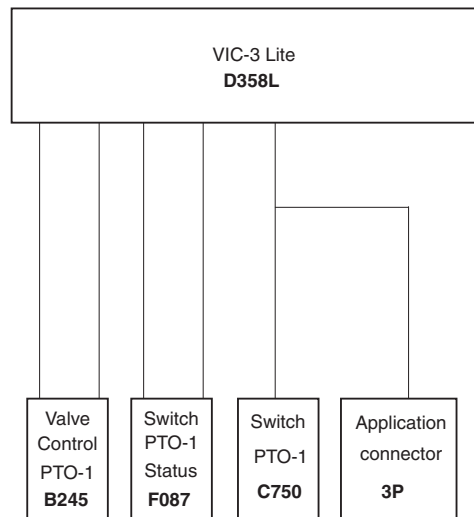 VIC-3 Lite
D358L
Valve
Control
PTO-1
B245
Switch
PTO-1
Status
F087
Switch
PTO-1
C750
Application
connector
3P